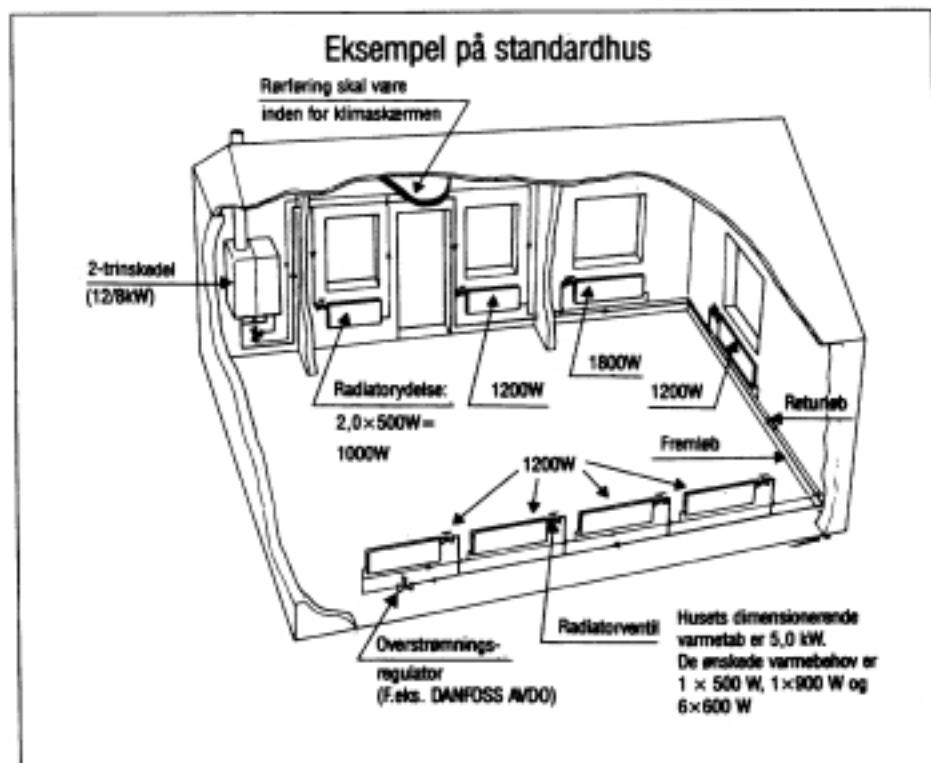 Eksempel på standardhus
Rørføring skal være
inden for klimaskærmen
2-trinskedel
(12/8kW)
Radiatorydelse:
2,0×500W=
1000W
1200W
1800W
1200W
Returløb
Fremløb
1200W
Overstrømnings-
regulator
(F.eks. DANFOSS AVDO)
Radiatorventil
Husets dimensionerende
varmetab er 5,0 kW.
De ønskede varmebehov er
1 × 500 W, 1×900 W og
6×600 W